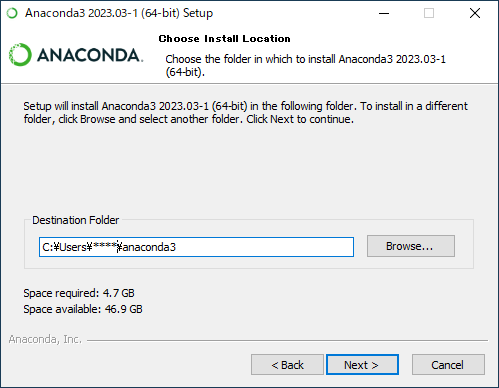 Anaconda3 2023.03-1 (64-bit) Setup
ANACONDA.
Choose Install Location
Choose the folder in which to install Anaconda3 2023.03-1
(64-bit).
Setup will install Anaconda3 2023.03-1 (64-bit) in the following folder. To install in a different
folder, click Browse and select another folder. Click Next to continue.
Destination Folder
C:¥Users¥****¥anaconda3
Browse...
Space required: 4.7 GB
Space available: 46.9 GB
Anaconda, Inc.
< Back
Next >
Cancel